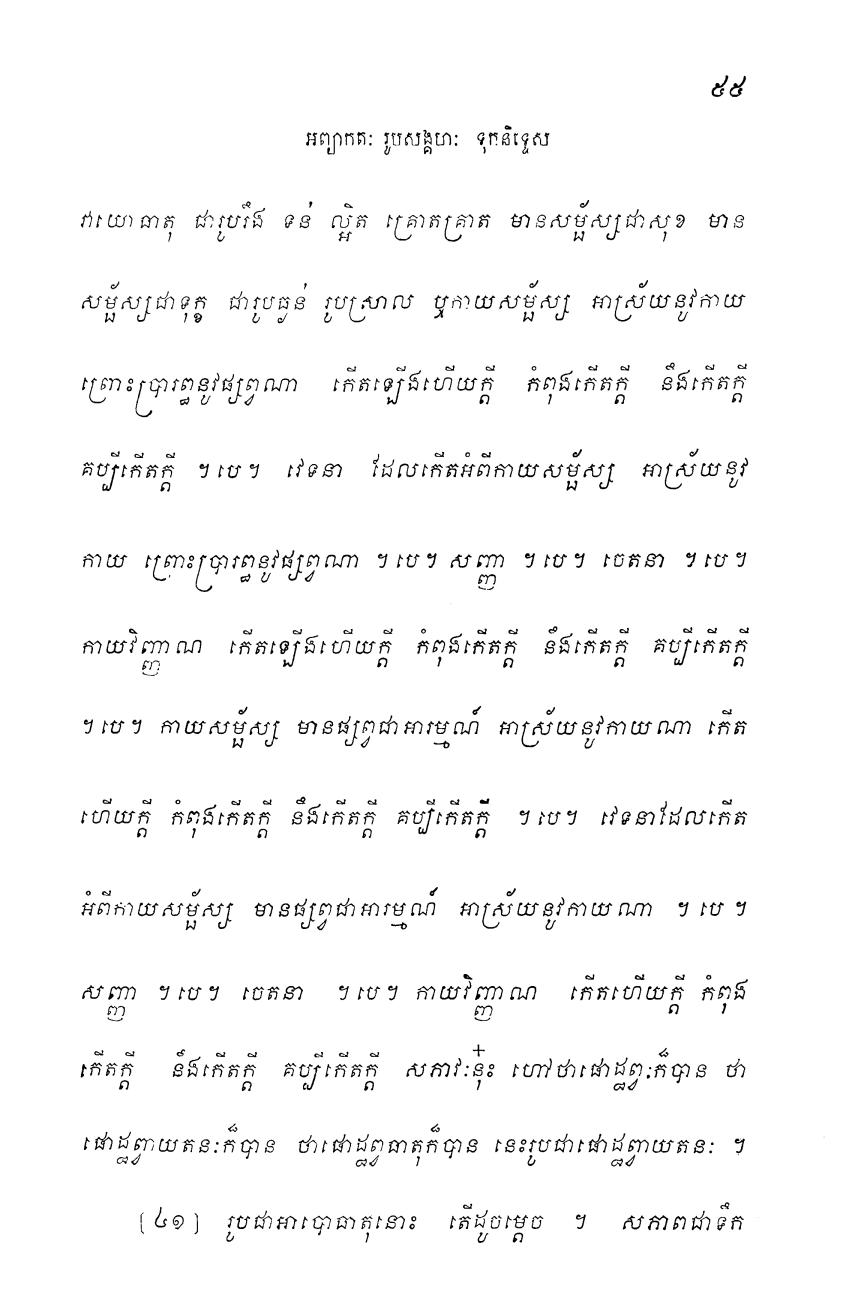 ៥៥
អព្យាកតៈ រូបសង្គហៈ ទុកនិទ្ទេស
វាយោធាតុ ជារូបរឹង ទន់ ល្អិត គ្រោតគ្រាត មានសម្ផ័ស្សជាសុខ មាន
សម្ផ័ស្សជាទុក្ខ ជារូបធ្ងន់ រូបស្រាល ឬកាយសម្ផ័ស្ស អាស្រ័យនូវកាយ
ព្រោះប្រារព្ធនូវផ្សព្វណា កើតឡើងហើយក្តី កំពុងកើតក្តី នឹងកើតក្តី
គប្បីកើតក្តី ។បេ។ វេទនា ដែលកើតអំពីកាយសម្ផ័ស្ស អាស្រ័យនូវ
កាយ ព្រោះប្រារព្ធនូវផ្សព្វណា ។បេ។ សញ្ញា ។បេ។ ចេតនា ។បេ។
កាយវិញ្ញាណ កើតឡើងហើយក្តី កំពុងកើតក្តី នឹងកើតក្តី គប្បីកើតក្តី
។បេ។ កាយសម្ផ័ស្ស មានផ្សព្វជាអារម្មណ៍ អាស្រ័យនូវកាយណា កើត
ហើយក្តី កំពុងកើតក្តី នឹងកើតក្តី គប្បីកើតក្តី ។បេ។ វេទនាដែលកើត
អំពីកាយសម្ផ័ស្ស មានផ្សព្វជាអារម្មណ៍ អាស្រ័យនូវកាយណា ។បេ។
សញ្ញា ។បេ។ ចេតនា ។បេ។ កាយវិញ្ញាណ កើតហើយក្តី កំពុង
កើតក្តី នឹងកើតក្តី គប្បីកើតក្តី សភាវៈនុ៎ះ ហៅថាផោដ្ឋព្វៈក៏បាន ថា
ផោដ្ឋព្វាយតនៈក៏បាន ថាផោដ្ឋព្វធាតុក៏បាន នេះរូបជាផោដ្ឋព្វាយតនៈ ។
[៤១] រូបជាអាបោធាតុនោះ តើដូចម្តេច ។ សភាពជាទឹក